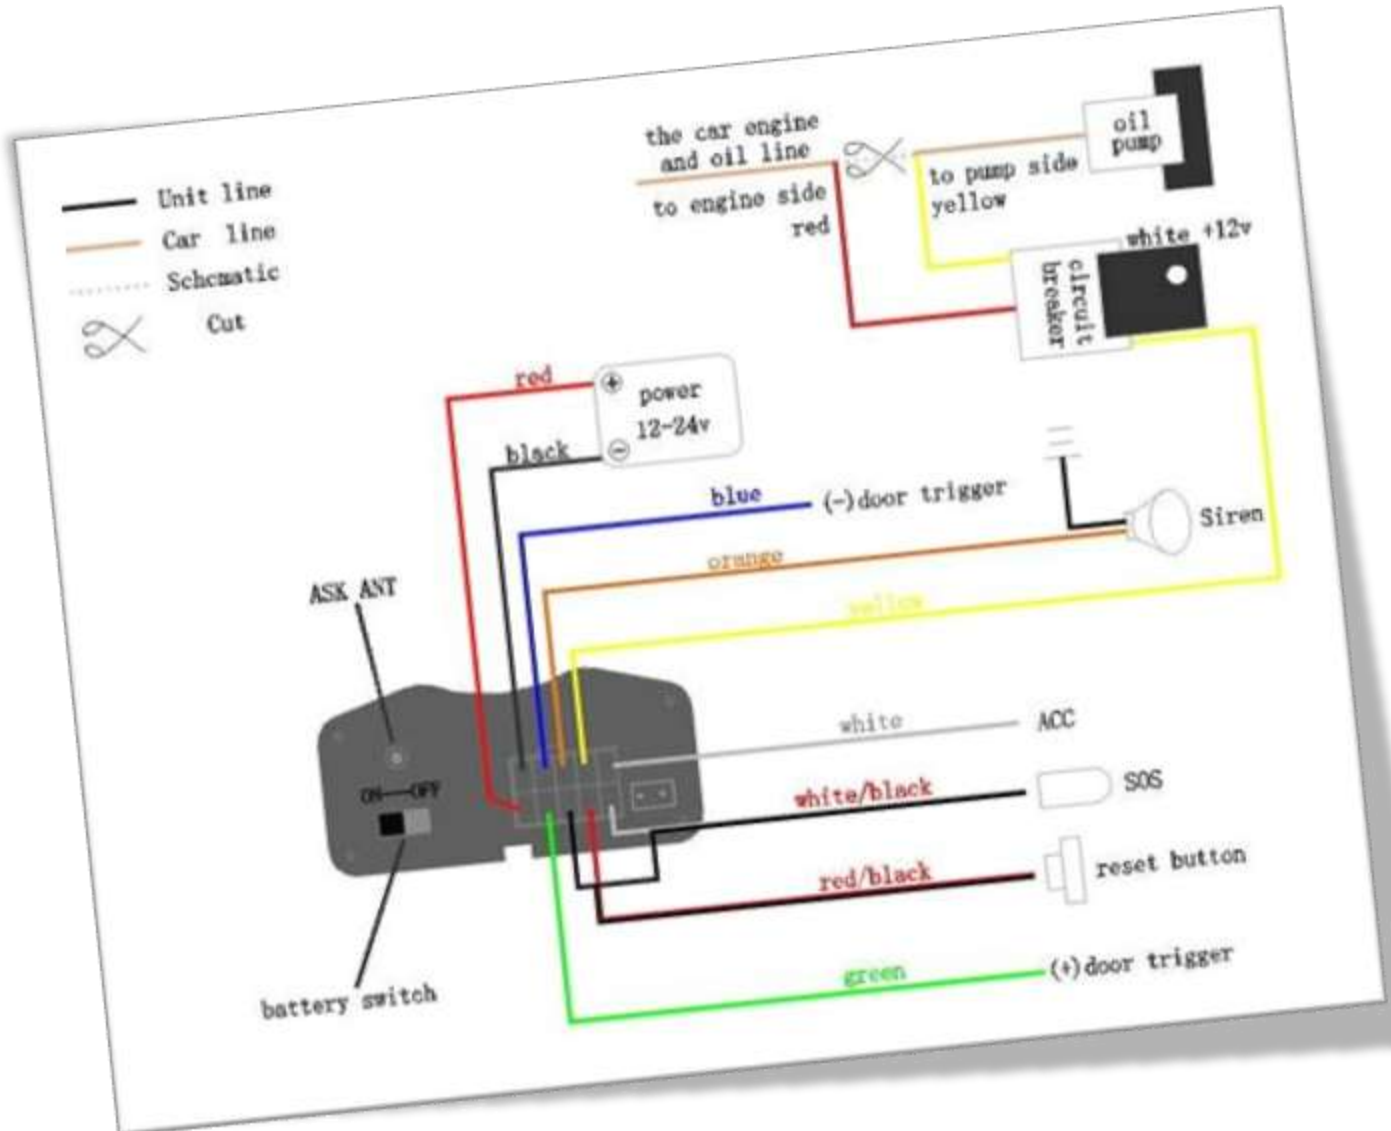 Unit line
Car line
Schematic
Cut
the car engine
and oil line
to engine side
red
to pump side
yellow
oil
pump
white +12v
circuit
breaker
red
power
12-24v
black
blue
(-)door trigger
orange
Siren
yellow
ASK ANT
ON
OFF
white
ACC
white/black
SOS
red/black
reset button
green
(+)door trigger
battery switch